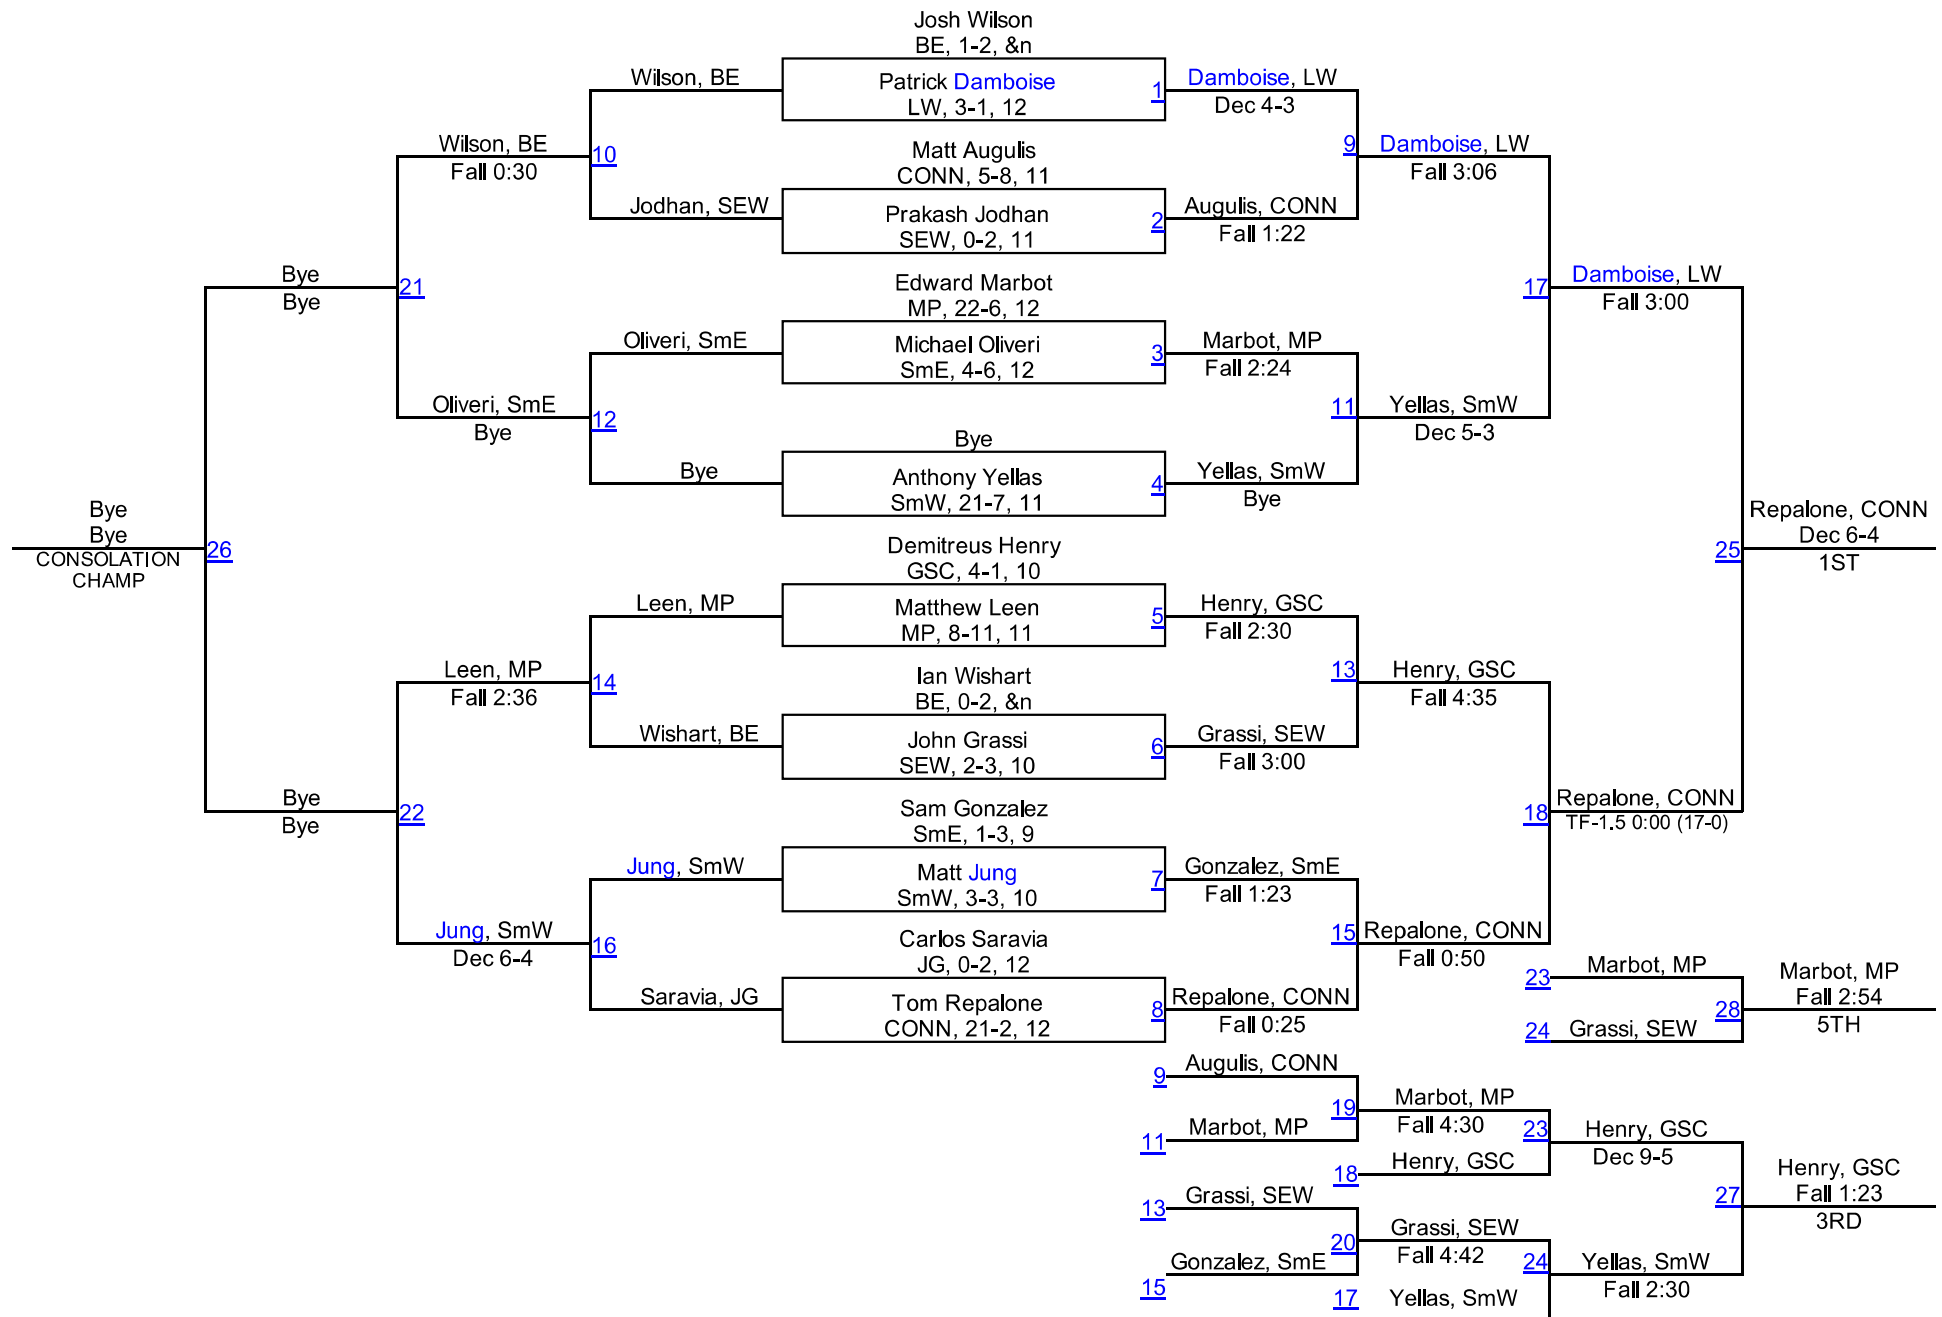 Josh Wilson
BE, 1-2, &n
Wilson, BE
Patrick Damboise
LW, 3-1, 12
1
Damboise, LW
Dec 4-3
Wilson, BE
Fall 0:30
10
Matt Augulis
CONN, 5-8, 11
9
Damboise, LW
Fall 3:06
Jodhan, SEW
Prakash Jodhan
SEW, 0-2, 11
2
Augulis, CONN
Fall 1:22
Bye
Bye
21
Edward Marbot
MP, 22-6, 12
17
Damboise, LW
Fall 3:00
Oliveri, SmE
Michael Oliveri
SmE, 4-6, 12
3
Marbot, MP
Fall 2:24
Oliveri, SmE
Bye
12
11
Yellas, SmW
Dec 5-3
Bye
Bye
Anthony Yellas
SmW, 21-7, 11
4
Yellas, SmW
Bye
Bye
Bye
CONSOLATION
CHAMP
26
Demitreus Henry
GSC, 4-1, 10
25
Repalone, CONN
Dec 6-4
1ST
Leen, MP
Matthew Leen
MP, 8-11, 11
5
Henry, GSC
Fall 2:30
Leen, MP
Fall 2:36
14
Ian Wishart
BE, 0-2, &n
13
Henry, GSC
Fall 4:35
Wishart, BE
John Grassi
SEW, 2-3, 10
6
Grassi, SEW
Fall 3:00
Bye
Bye
22
Sam Gonzalez
SmE, 1-3, 9
18
Repalone, CONN
TF-1.5 0:00 (17-0)
Jung, SmW
Matt Jung
SmW, 3-3, 10
7
Gonzalez, SmE
Fall 1:23
Jung, SmW
Dec 6-4
16
Carlos Saravia
JG, 0-2, 12
15
Repalone, CONN
Fall 0:50
Saravia, JG
Tom Repalone
CONN, 21-2, 12
8
Repalone, CONN
Fall 0:25
23
Marbot, MP
28
Marbot, MP
Fall 2:54
5TH
24
Grassi, SEW
9
Augulis, CONN
19
Marbot, MP
Fall 4:30
11
Marbot, MP
23
Henry, GSC
Dec 9-5
18
Henry, GSC
27
Henry, GSC
Fall 1:23
3RD
13
Grassi, SEW
20
Grassi, SEW
Fall 4:42
15
Gonzalez, SmE
24
Yellas, SmW
Fall 2:30
17
Yellas, SmW